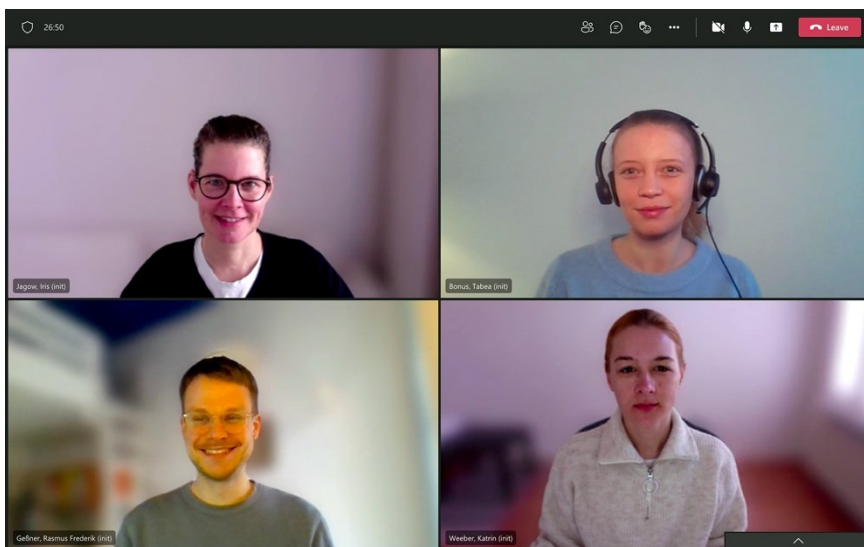 26:50
Leave
Jagow, Iris (init)
Bonus, Tabea (init)
Geßner, Rasmus Frederik (init)
Weeber, Katrin (init)